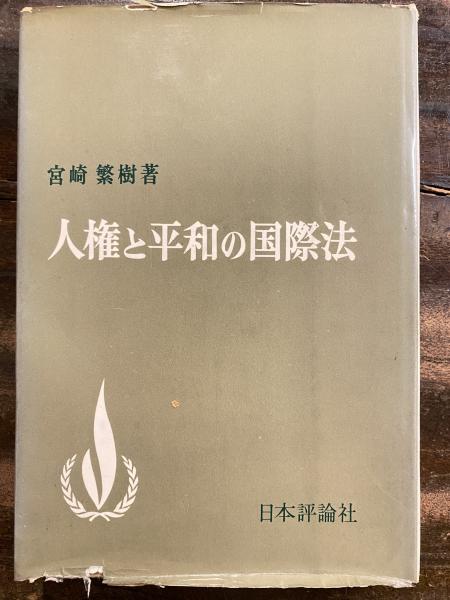 宮崎 繁樹著
人権と平和の国際法
日本評論社